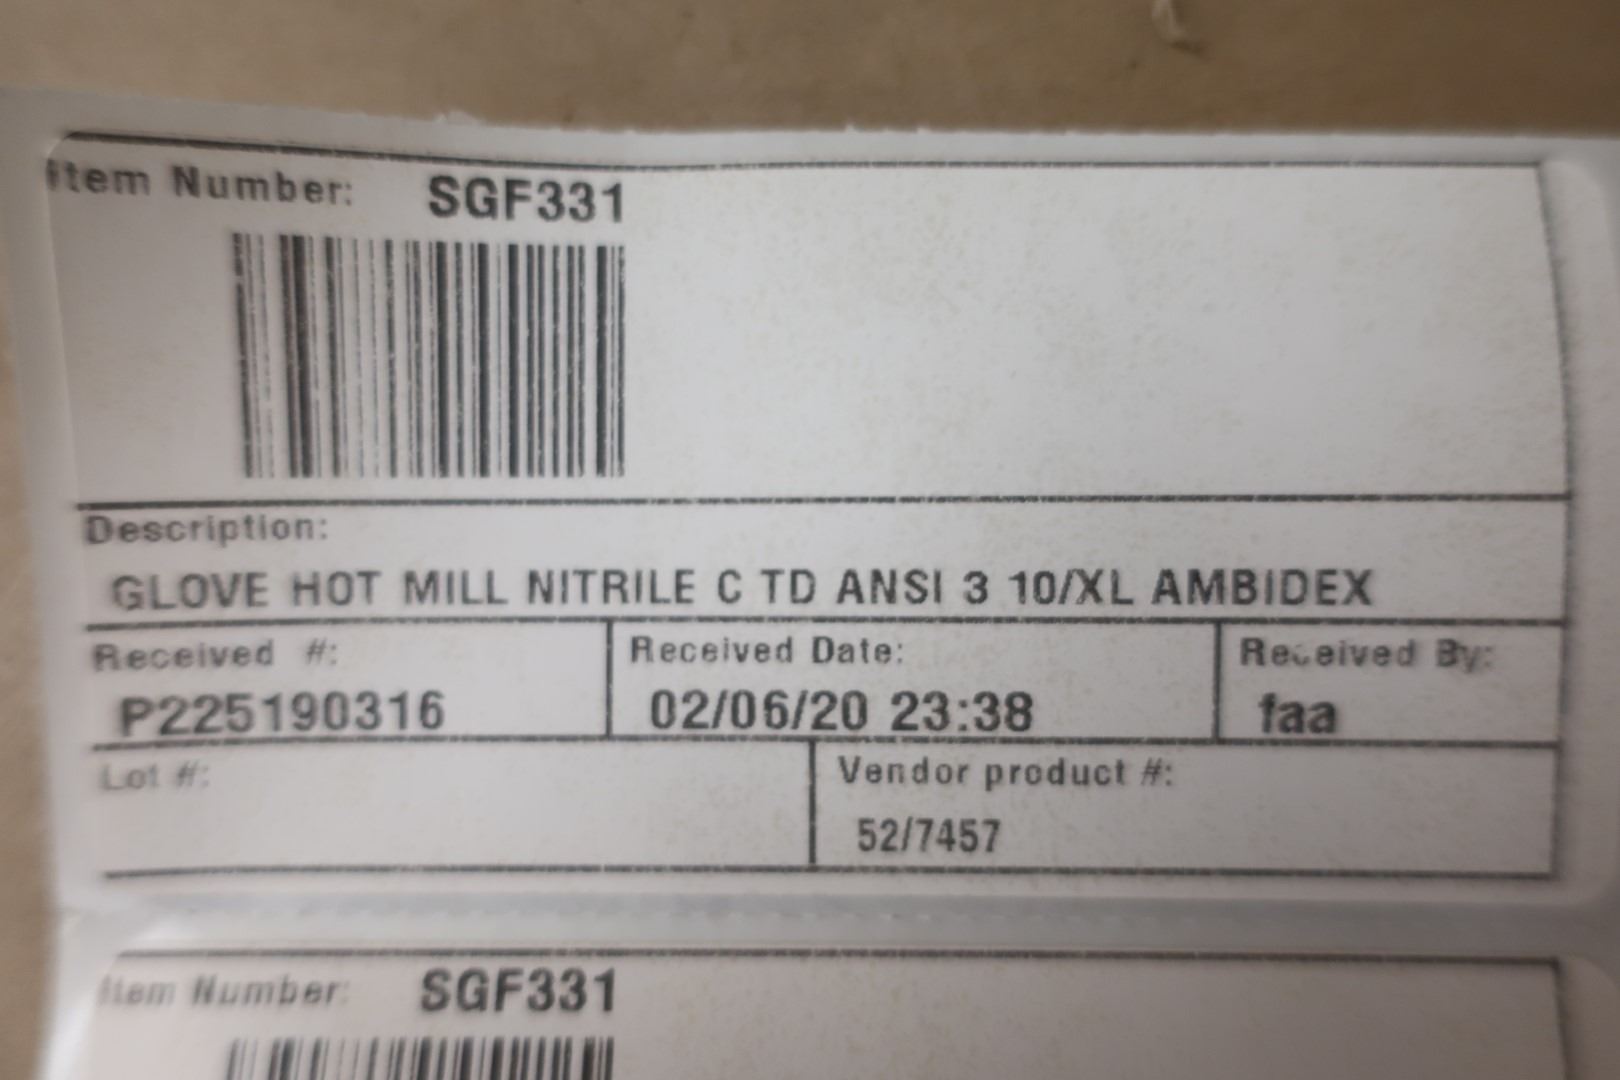 Item Number: SGF331
Description:
GLOVE HOT MILL NITRILE C TD ANSI 3 10/XL AMBIDEX
Received #: Received Date: Received By:
P225190316 02/06/20 23:38 faa
Lot #: Vendor product #:
52/7457
Item Number: SGF331